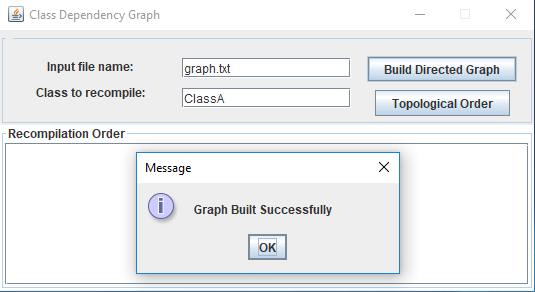 Class Dependency Graph
Input file name: graph.txt Build Directed Graph
Class to recompile: ClassA Topological Order
Recompilation Order
Message
i Graph Built Successfully
OK